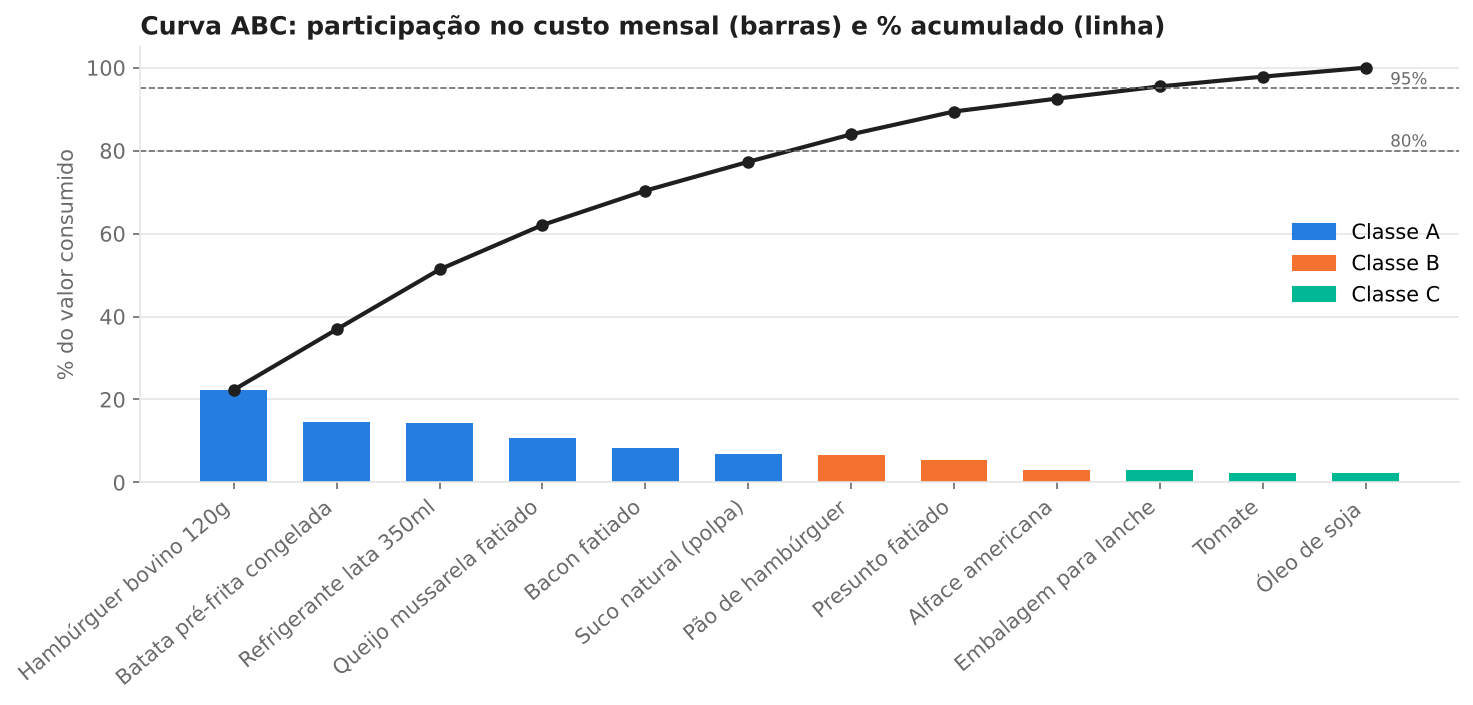 Curva ABC: participação no custo mensal (barras) e % acumulado (linha)
% do valor consumido
100
80
60
40
20
0
95%
80%
Classe A
Classe B
Classe C
Hambúrguer bovino 120g
Batata pré-frita congelada
Refrigerante lata 350ml
Queijo mussarela fatiado
Bacon fatiado
Suco natural (polpa)
Pão de hambúrguer
Presunto fatiado
Alface americana
Embalagem para lanche
Tomate
Óleo de soja